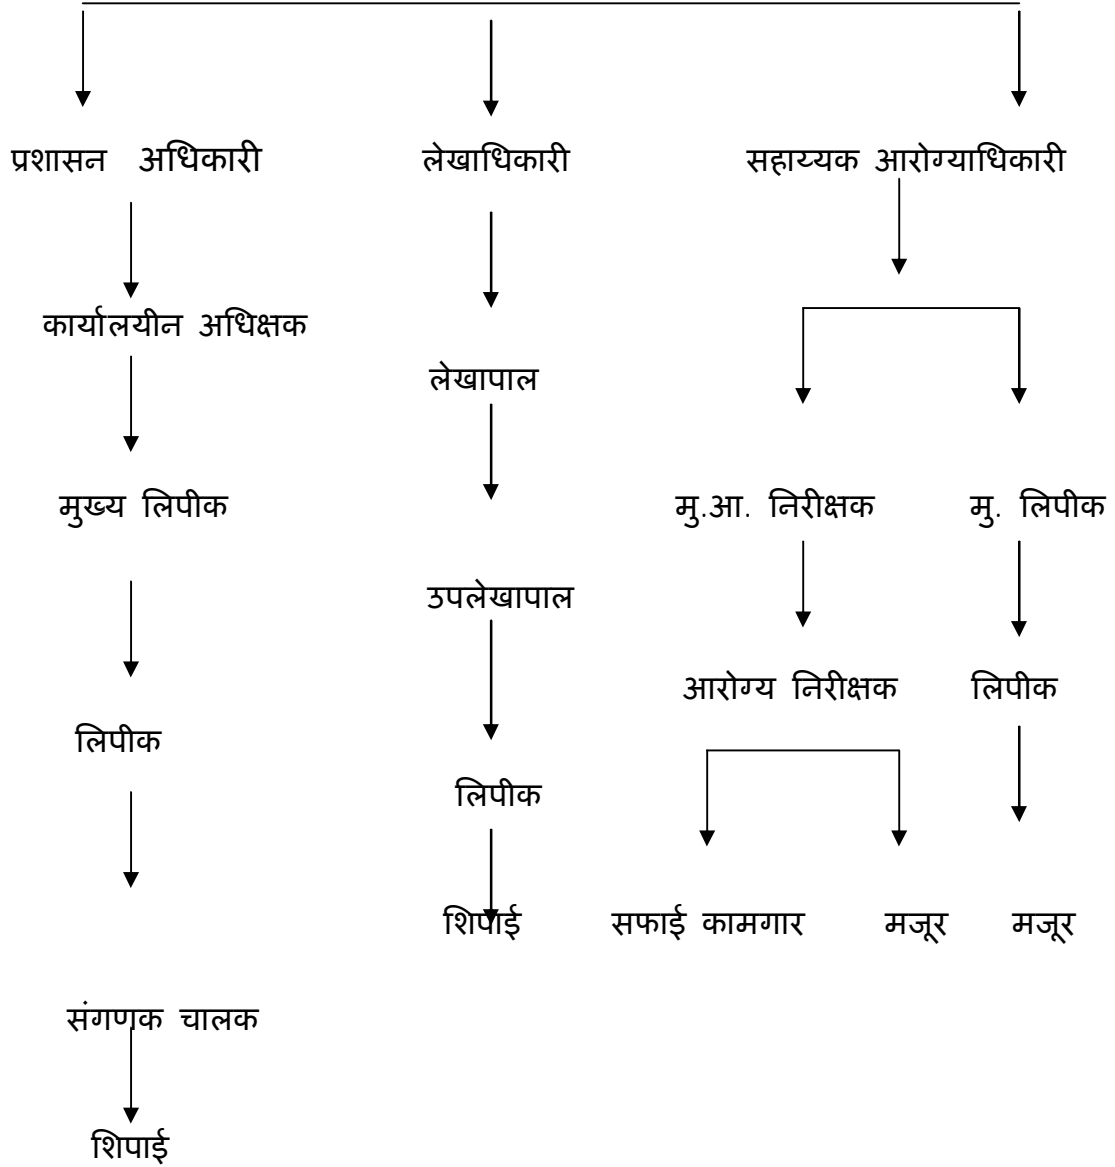 प्रशासन अधिकारी
लेखाधिकारी
सहाय्यक आरोग्याधिकारी
कार्यालयीन अधिक्षक
लेखापाल
मुख्य लिपीक
मु.आ. निरीक्षक
मु. लिपीक
उपलेखापाल
आरोग्य निरीक्षक
लिपीक
लिपीक
लिपीक
शिपाई
सफाई कामगार
मजूर
मजूर
संगणक चालक
शिपाई